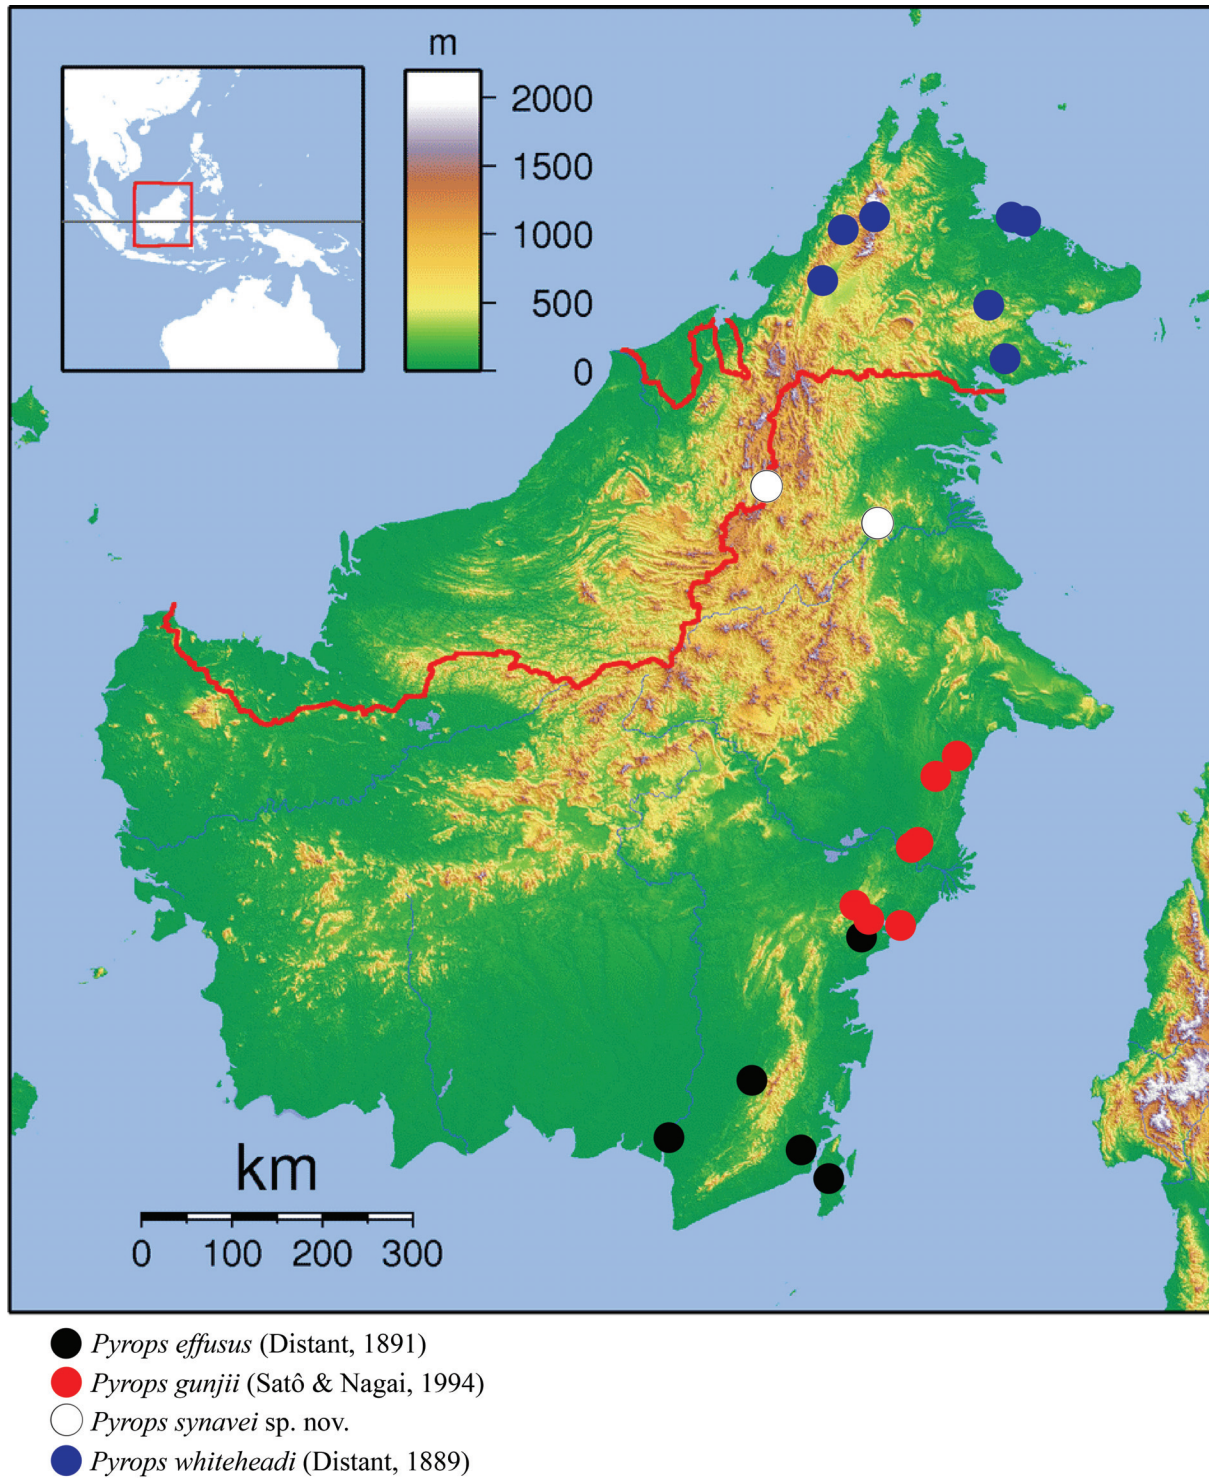 m
2000
1500
1000
500
0
km
0 100 200 300
Pyrops effusus (Distant, 1891)
Pyrops gunjii (Satô & Nagai, 1994)
Pyrops synavei sp. nov.
Pyrops whiteheadi (Distant, 1889)